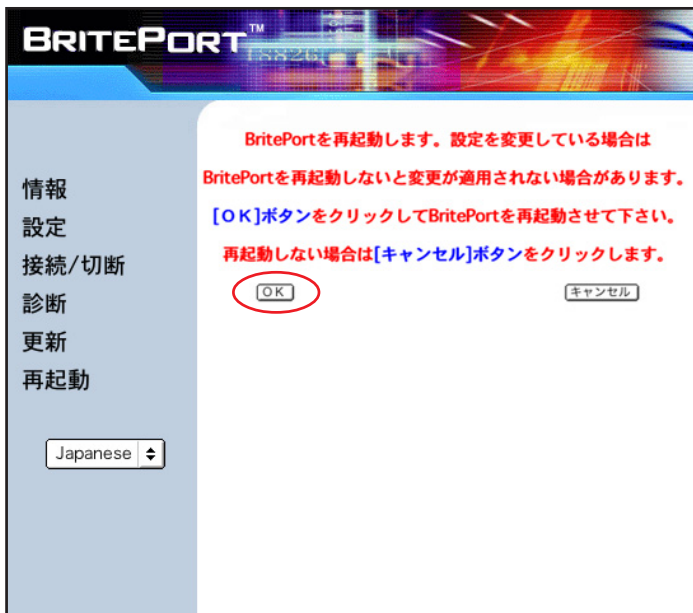 BRITEPORT™
BritePortを再起動します。設定を変更している場合は
BritePortを再起動しないと変更が適用されない場合があります。
[ＯＫ]ボタンをクリックしてBritePortを再起動させて下さい。
再起動しない場合は[キャンセル]ボタンをクリックします。
ＯＫ
キャンセル
情報
設定
接続/切断
診断
更新
再起動
Japanese